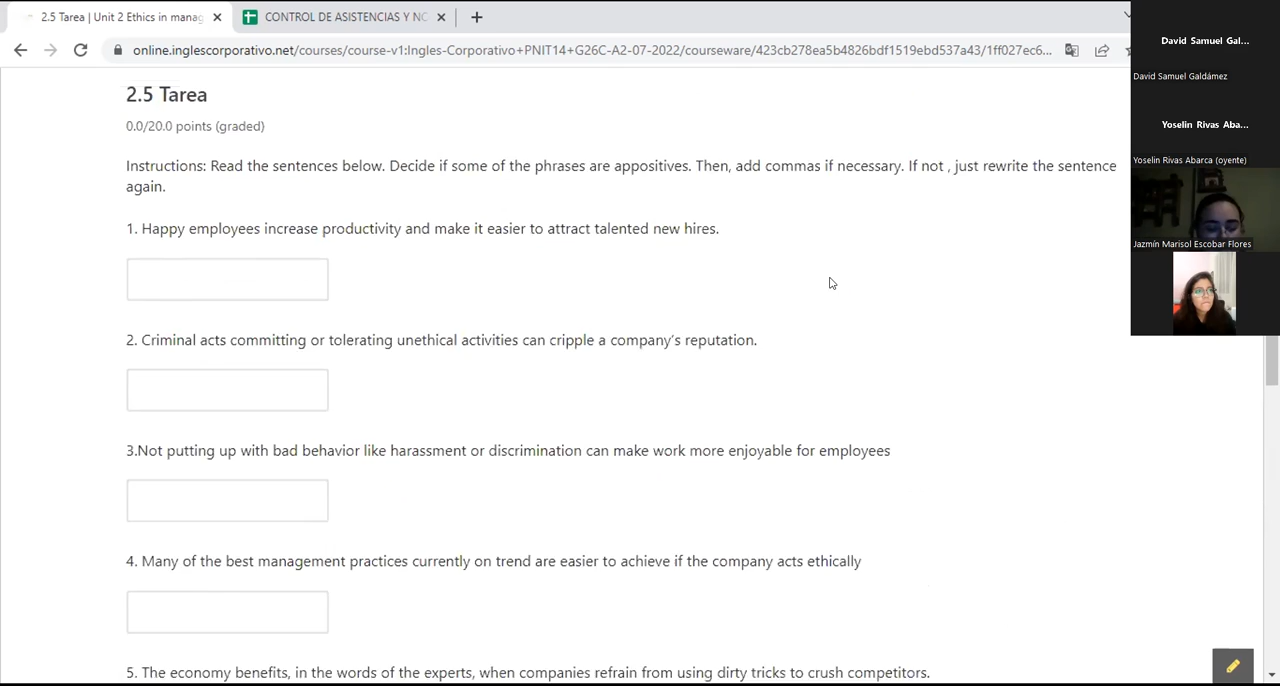 2.5 Tarea | Unit 2 Ethics in manag
CONTROL DE ASISTENCIAS Y NO
online.inglescorporativo.net/courses/course-v1:Ingles-Corporativo+PNIT14+G26C-A2-07-2022/courseware/423cb278ea5b4826bdf1519ebd537a43/1ff027ec6...
David Samuel Gal...
David Samuel Galdámez
Yoselin Rivas Aba...
Yoselin Rivas Abarca (oyente)
Jazmín Marisol Escobar Flores
2.5 Tarea
0.0/20.0 points (graded)
Instructions: Read the sentences below. Decide if some of the phrases are appositives. Then, add commas if necessary. If not , just rewrite the sentence
again.
1. Happy employees increase productivity and make it easier to attract talented new hires.
2. Criminal acts committing or tolerating unethical activities can cripple a company's reputation.
3.Not putting up with bad behavior like harassment or discrimination can make work more enjoyable for employees
4. Many of the best management practices currently on trend are easier to achieve if the company acts ethically
5. The economy benefits, in the words of the experts, when companies refrain from using dirty tricks to crush competitors.